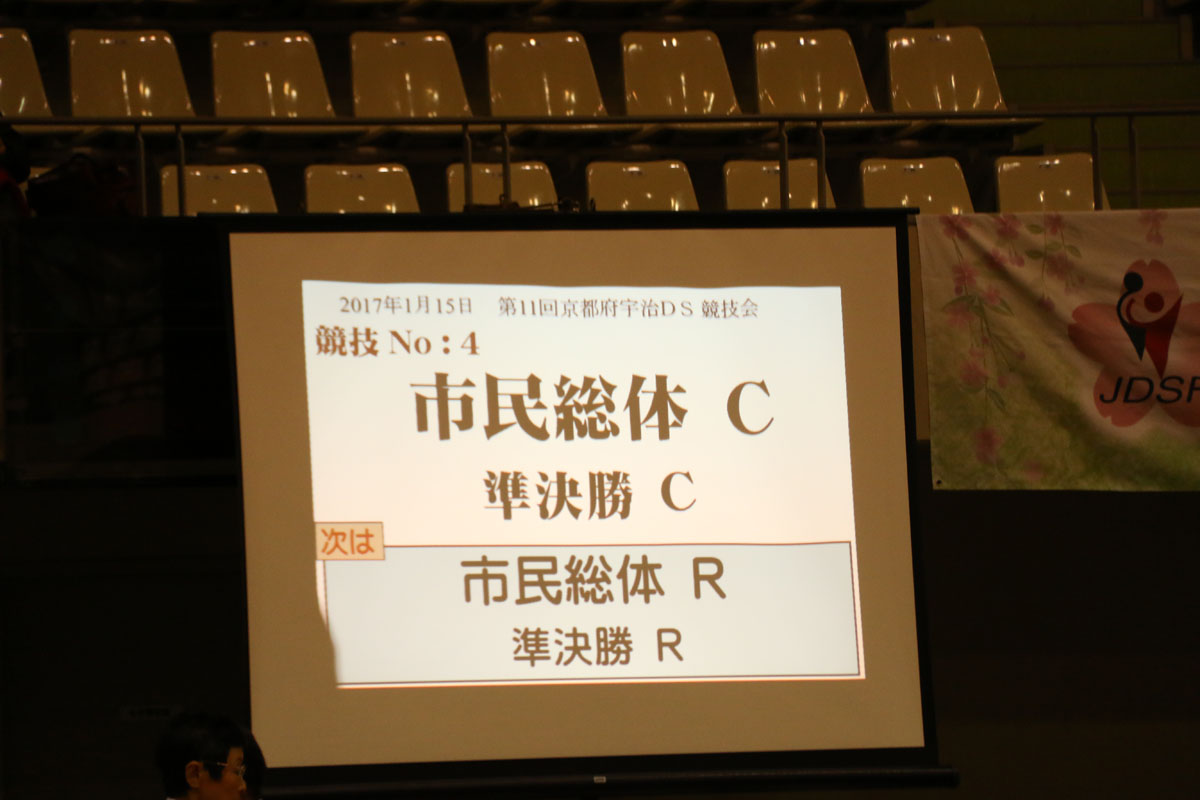 2017年1月15日　第11回京都府宇治DS 競技会
競技 No：4
市民総体 C
準決勝 C
次は
市民総体 R
準決勝 R
JDSF